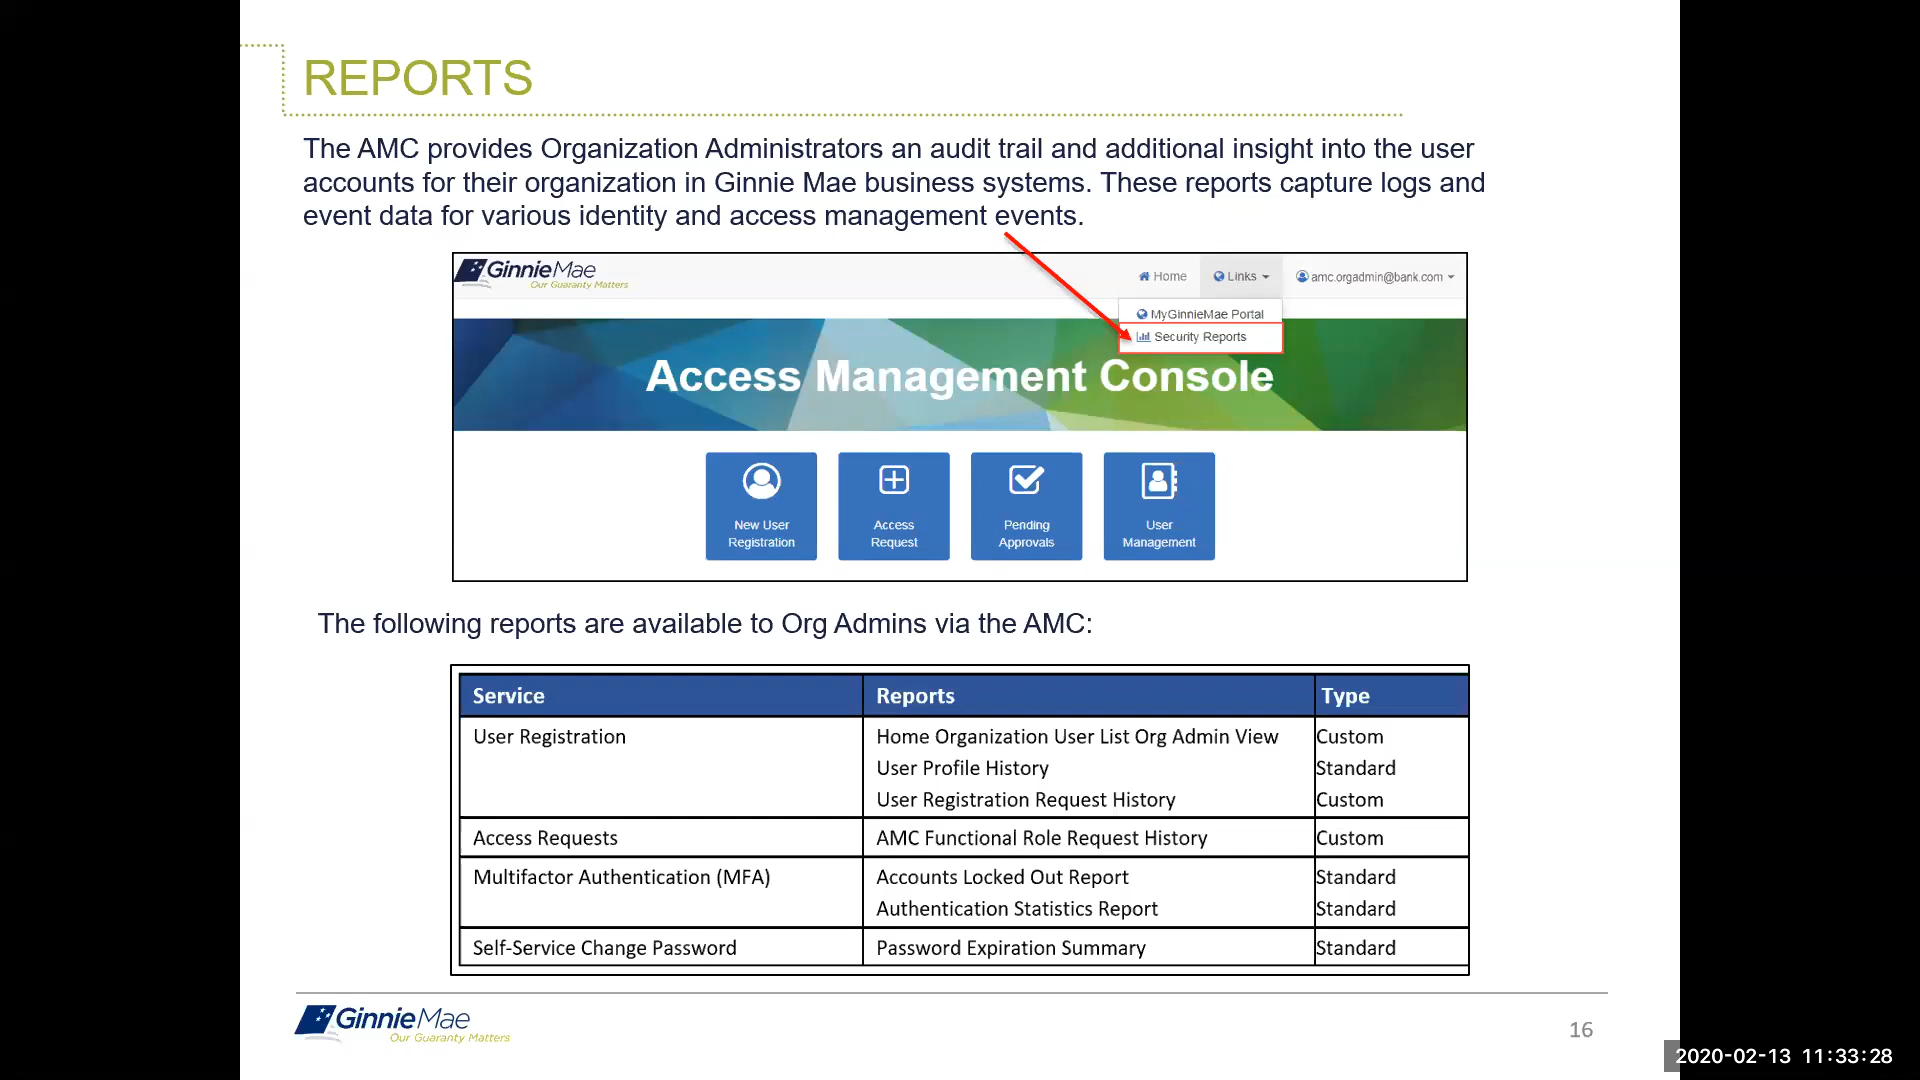 REPORTS
The AMC provides Organization Administrators an audit trail and additional insight into the user
accounts for their organization in Ginnie Mae business systems. These reports capture logs and
event data for various identity and access management events.
GinnieMae
Our Guaranty Matters
Home
Links
amc.orgadmin@bank.com
MyGinnieMae Portal
Security Reports
Access Management Console
New User
Registration
Access
Request
Pending
Approvals
User
Management
The following reports are available to Org Admins via the AMC:
Service Reports Type
User Registration Home Organization User List Org Admin View Custom
User Profile History Standard
User Registration Request History Custom
Access Requests AMC Functional Role Request History Custom
Multifactor Authentication (MFA) Accounts Locked Out Report Standard
Authentication Statistics Report Standard
Self-Service Change Password Password Expiration Summary Standard
GinnieMae
Our Guaranty Matters
16
2020-02-13 11:33:28